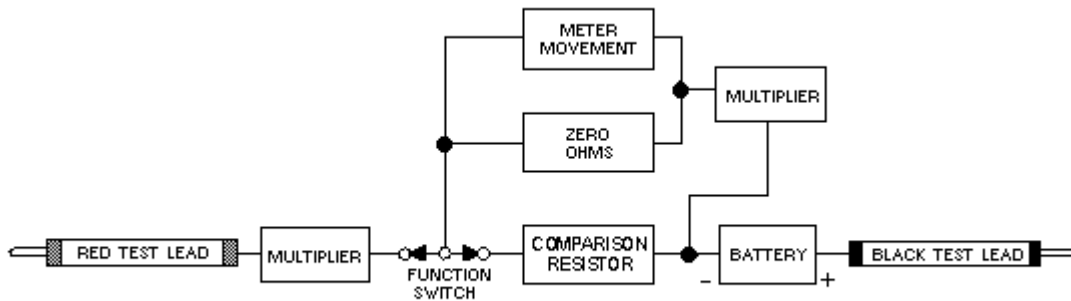 METER
MOVEMENT
MULTIPLIER
ZERO
OHMS
RED TEST LEAD
MULTIPLIER
FUNCTION
SWITCH
COMPARISON
RESISTOR
- BATTERY +
BLACK TEST LEAD